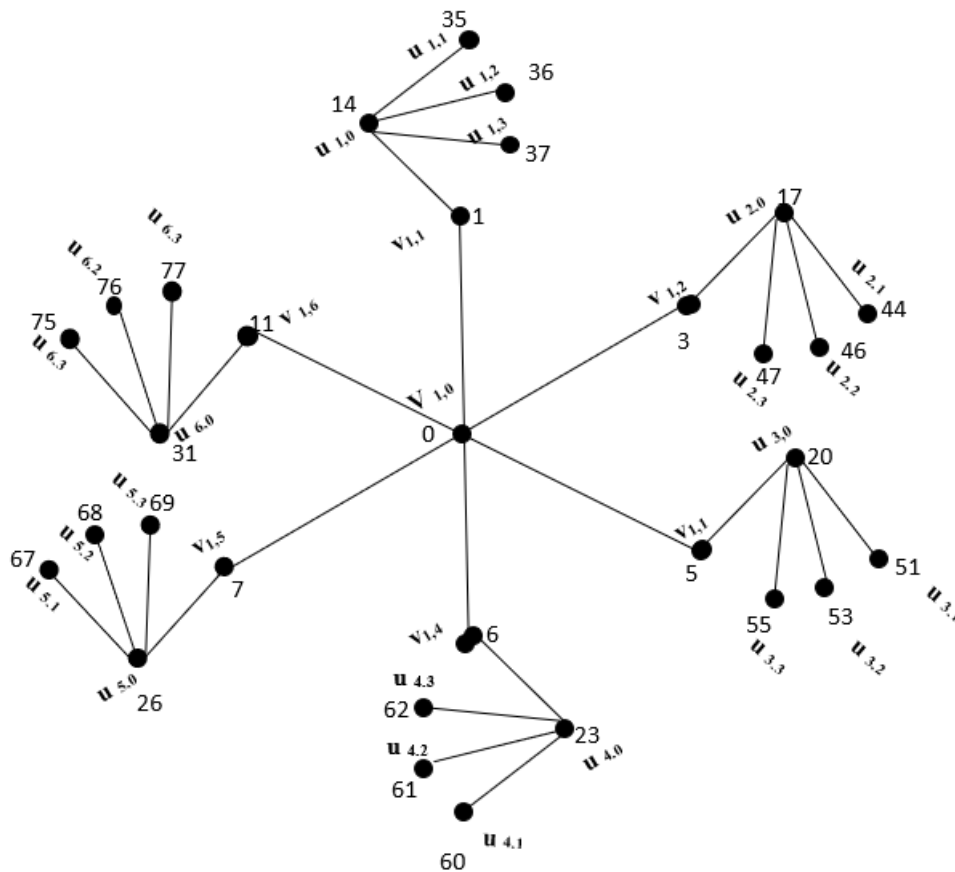 35
u 1,1
36
u 1,2
14
u 1,0
u 1,3
37
1
v1,1
17
u 2,0
u 2.1
44
v 1,2
3
47
46
u 2.3
u 2.2
u 6.3
u 6.2
77
76
75
u 6.3
11
v 1,6
u 6.0
31
V 1,0
0
u 3,0
20
v1,1
5
51
u 3.1
55
53
u 3.3
u 3.2
u 5.3
69
68
u 5.2
67
u 5.1
v1,5
7
u 5.0
26
v1,4
6
u 4.3
62
23
u 4.0
u 4.2
61
u 4.1
60